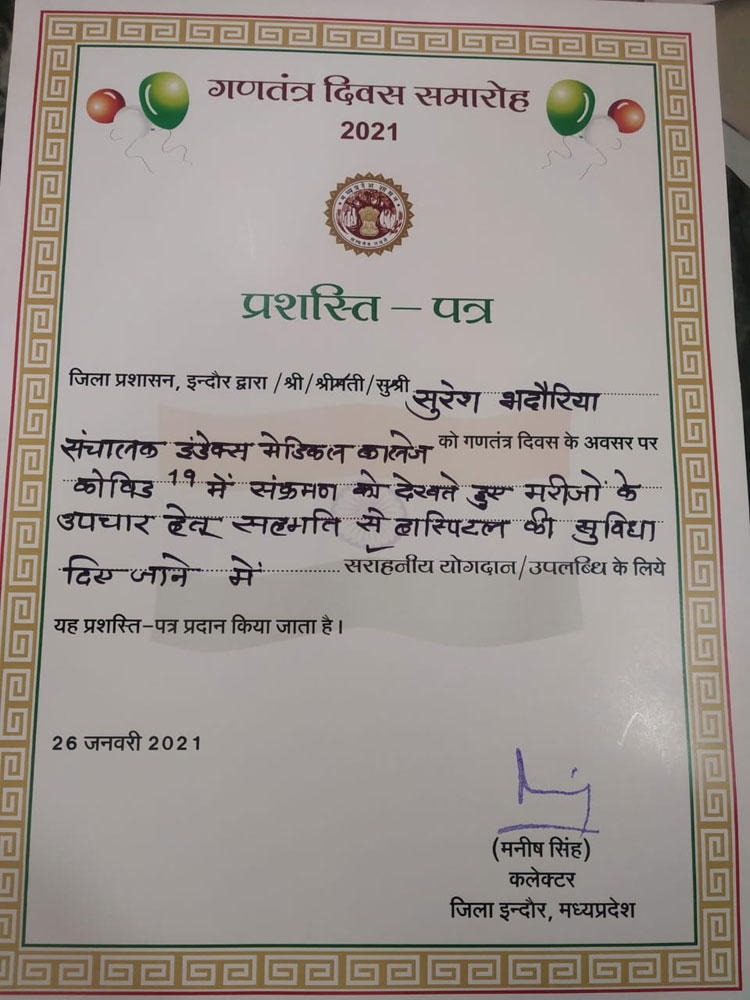 गणतंत्र दिवस समारोह
2021
प्रशस्ति – पत्र
जिला प्रशासन, इन्दौर द्वारा /श्री/श्रीमती/सुश्री सुरेश भदौरिया
संचालक इंडेक्स मेडिकल कालेज को गणतंत्र दिवस के अवसर पर
कोविड 19 में संक्रमण को देखते हुए मरीजों के
उपचार हेतू सहमति से हास्पिटल की सुविधा
दिए जाने में सराहनीय योगदान/उपलब्धि के लिये
यह प्रशस्ति–पत्र प्रदान किया जाता है।
26 जनवरी 2021
(मनीष सिंह)
कलेक्टर
जिला इन्दौर, मध्यप्रदेश